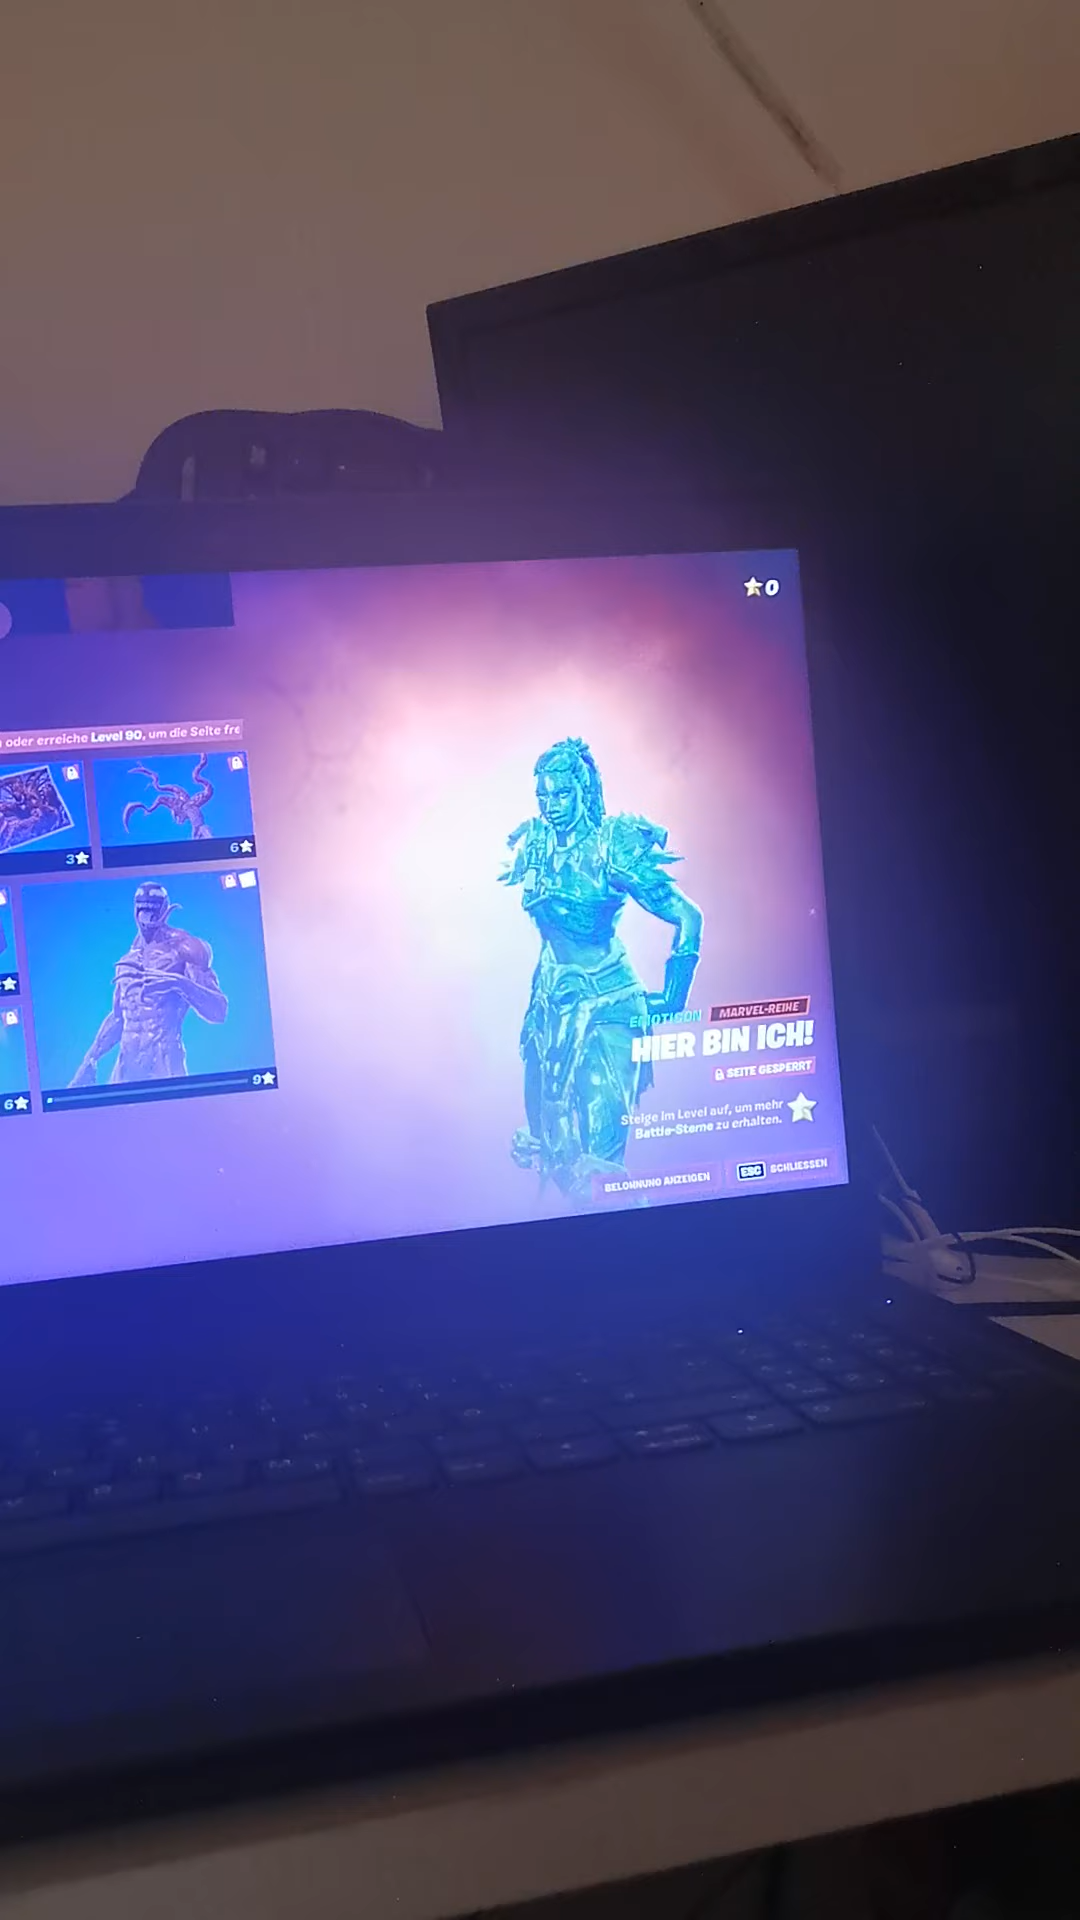 0
oder erreiche Level 90, um die Seite fre
3
6
9
6
EMOTICON MARVEL-REIHE
HIER BIN ICH!
SEITE GESPERRT
Steige im Level auf, um mehr
Battle-Sterne zu erhalten.
BELOHNUNG ANZEIGEN
ESC SCHLIESSEN